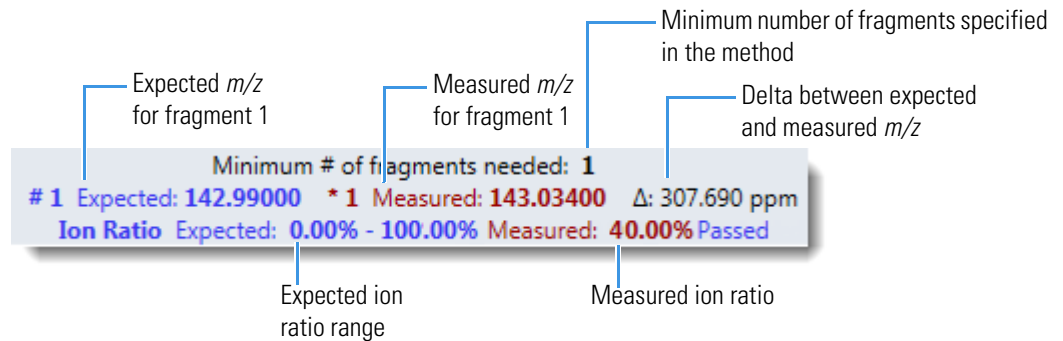 Minimum number of fragments specified
in the method
Expected m/z
for fragment 1
Measured m/z
for fragment 1
Delta between expected
and measured m/z
Minimum # of fragments needed: 1
# 1 Expected: 142.99000 * 1 Measured: 143.03400 Δ: 307.690 ppm
Ion Ratio Expected: 0.00% - 100.00% Measured: 40.00% Passed
Expected ion
ratio range
Measured ion ratio